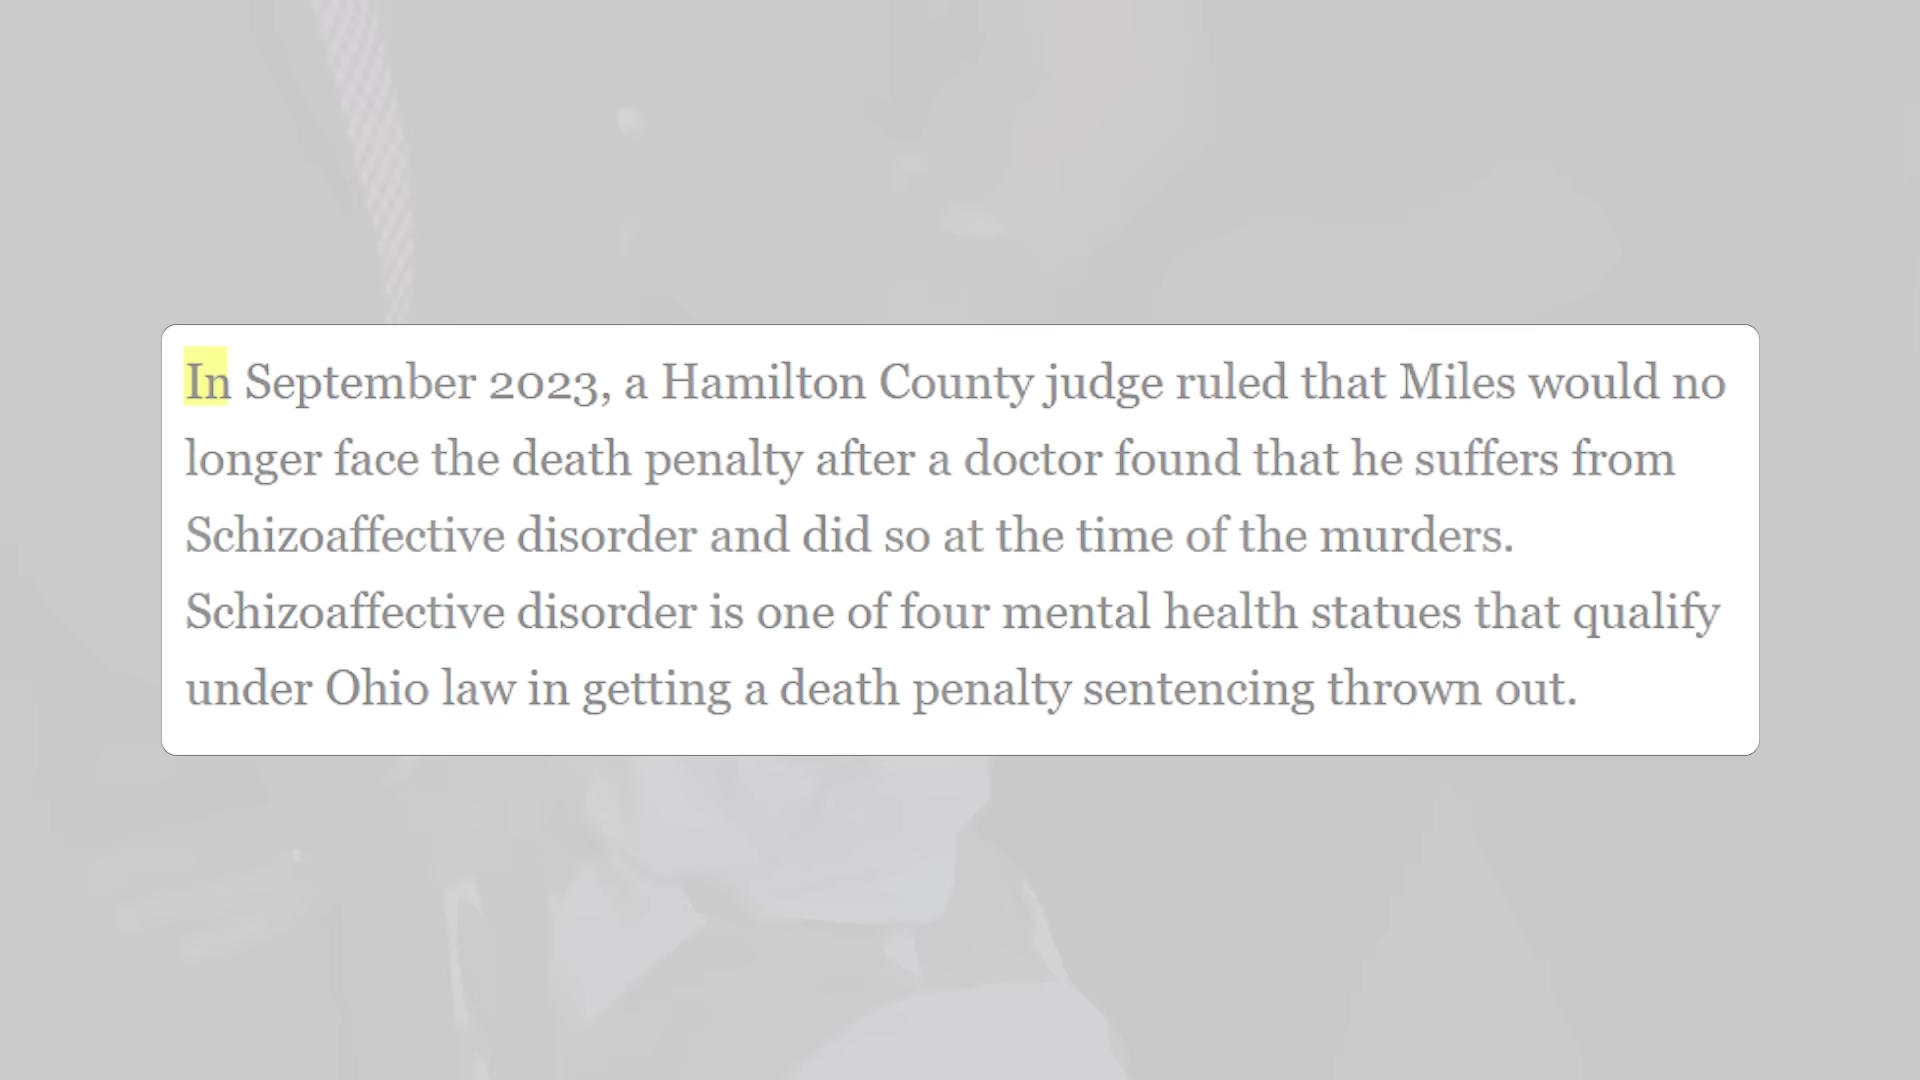 In September 2023, a Hamilton County judge ruled that Miles would no
longer face the death penalty after a doctor found that he suffers from
Schizoaffective disorder and did so at the time of the murders.
Schizoaffective disorder is one of four mental health statues that qualify
under Ohio law in getting a death penalty sentencing thrown out.